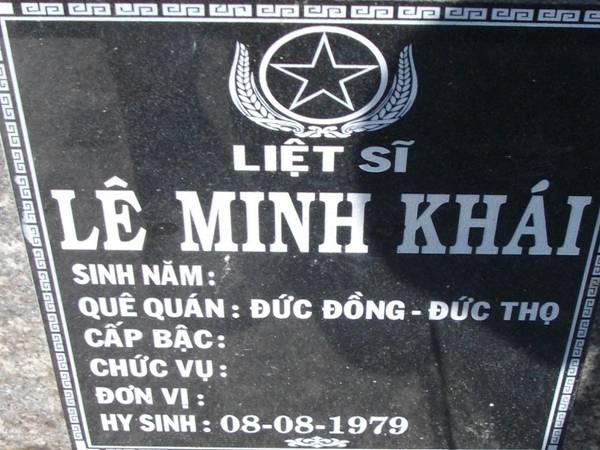 LIỆT SĨ
LÊ MINH KHÁI
SINH NĂM :
QUÊ QUÁN : ĐỨC ĐỒNG - ĐỨC THỌ
CẤP BẬC :
CHỨC VỤ :
ĐƠN VỊ :
HY SINH : 08-08-1979